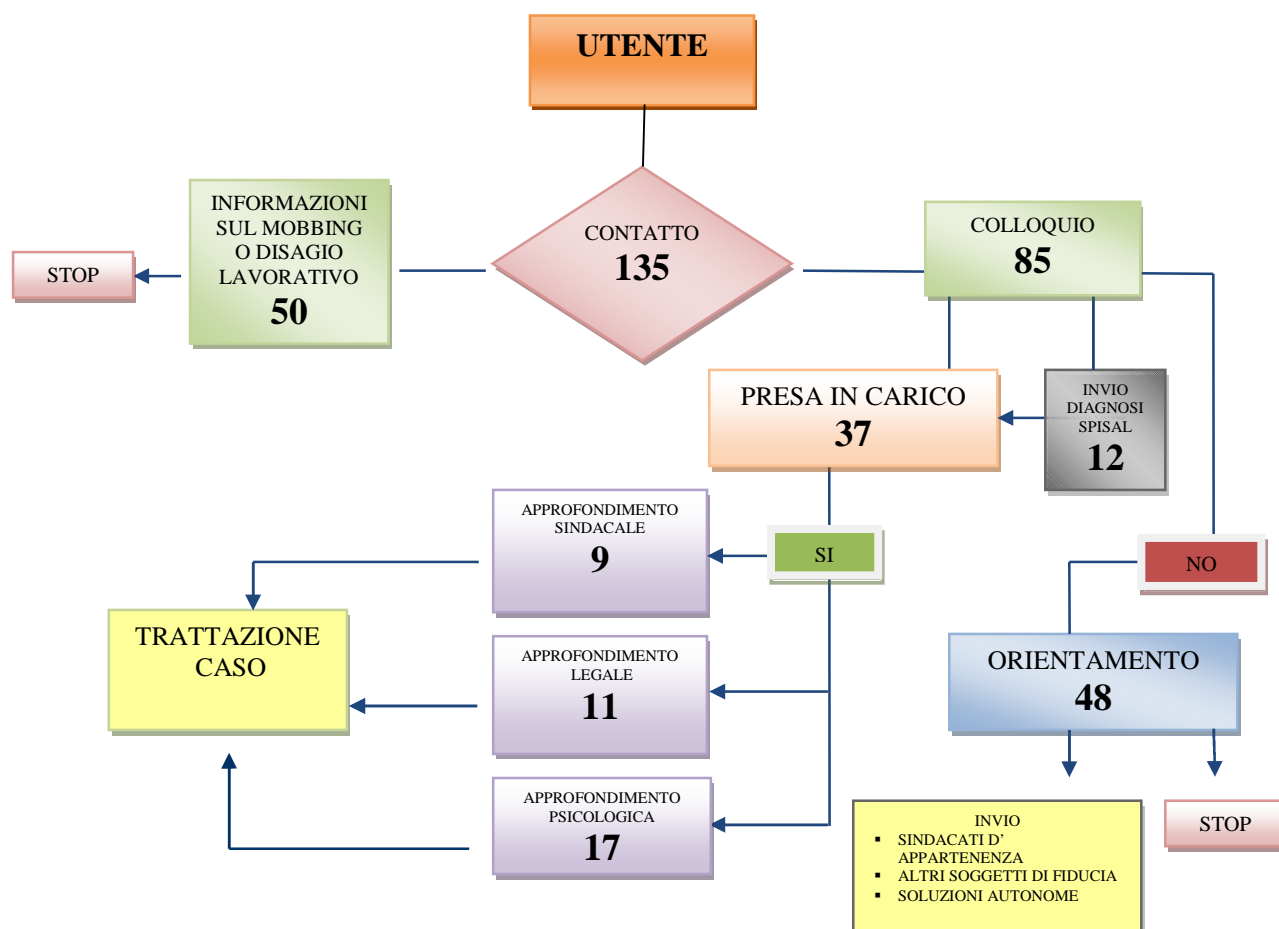 UTENTE
INFORMAZIONI
SUL MOBBING
O DISAGIO
LAVORATIVO
50
STOP
CONTATTO
135
COLLOQUIO
85
PRESA IN CARICO
37
INVIO
DIAGNOSI
SPISAL
12
APPROFONDIMENTO
SINDACALE
9
SI
NO
TRATTAZIONE
CASO
APPROFONDIMENTO
LEGALE
11
ORIENTAMENTO
48
APPROFONDIMENTO
PSICOLOGICA
17
INVIO
▪ SINDACATI D’
APPARTENENZA
▪ ALTRI SOGGETTI DI FIDUCIA
▪ SOLUZIONI AUTONOME
STOP